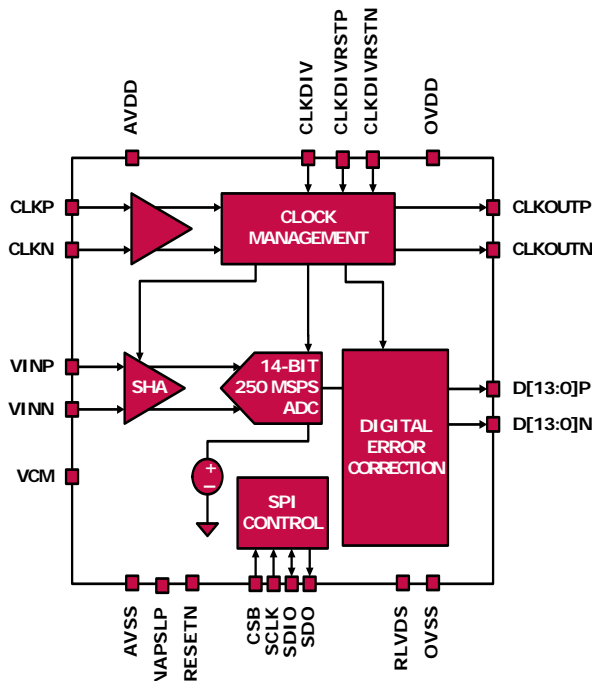 AVDD
CLKDIV
CLKDIVRSTP
CLKDIVRSTN
OVDD
CLKP
CLKN
CLOCK
MANAGEMENT
CLKOUTP
CLKOUTN
VINP
VINN
SHA
14-BIT
250 MSPS
ADC
D[13:0]P
D[13:0]N
DIGITAL
ERROR
CORRECTION
VCM
+
–
SPI
CONTROL
AVSS
NAPSLP
RESETN
CSB
SCLK
SDIO
SDO
RLVDS
OVSS